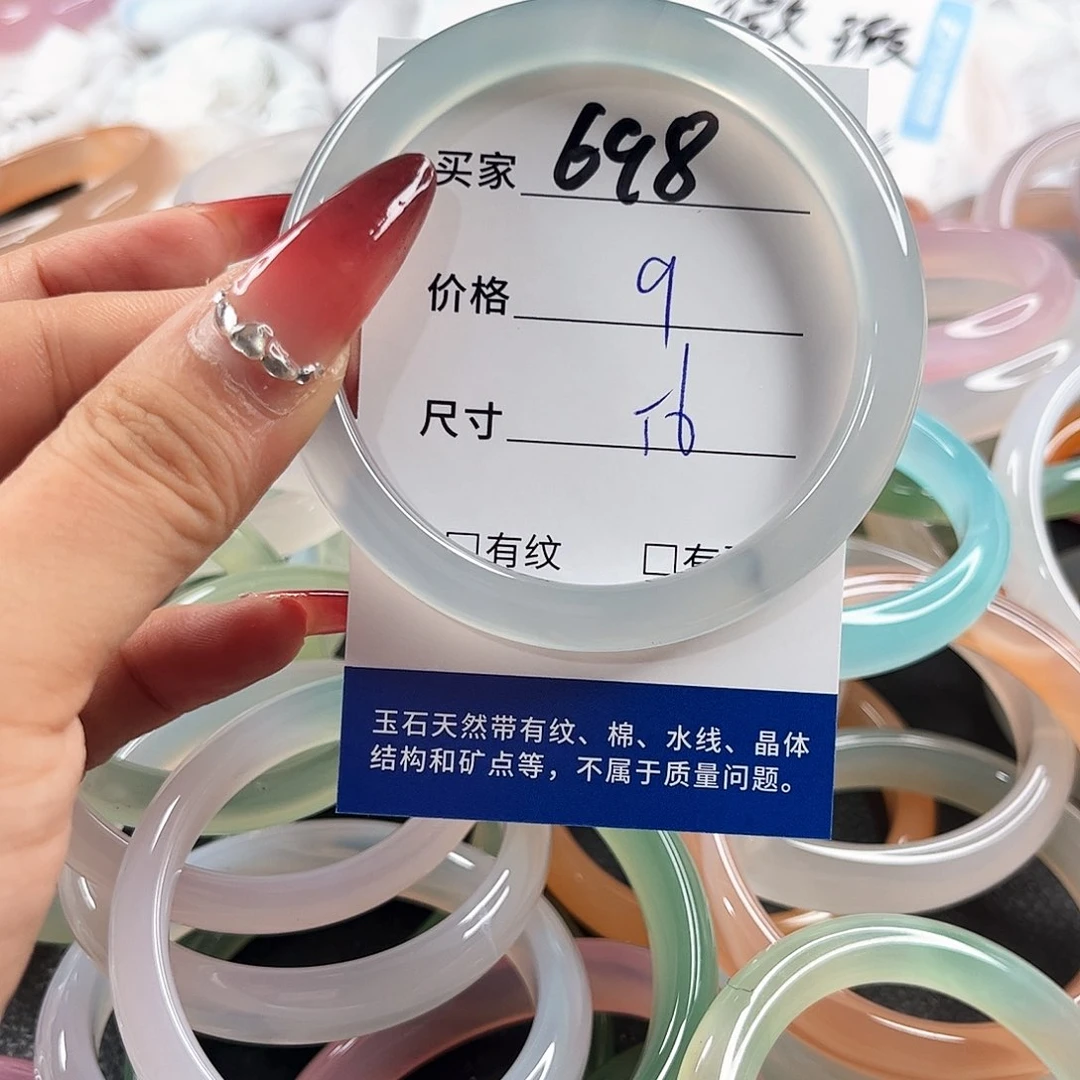 买家 698
价格 9
尺寸 56
□有纹 □有
玉石天然带有纹、棉、水线、晶体
结构和矿点等，不属于质量问题。